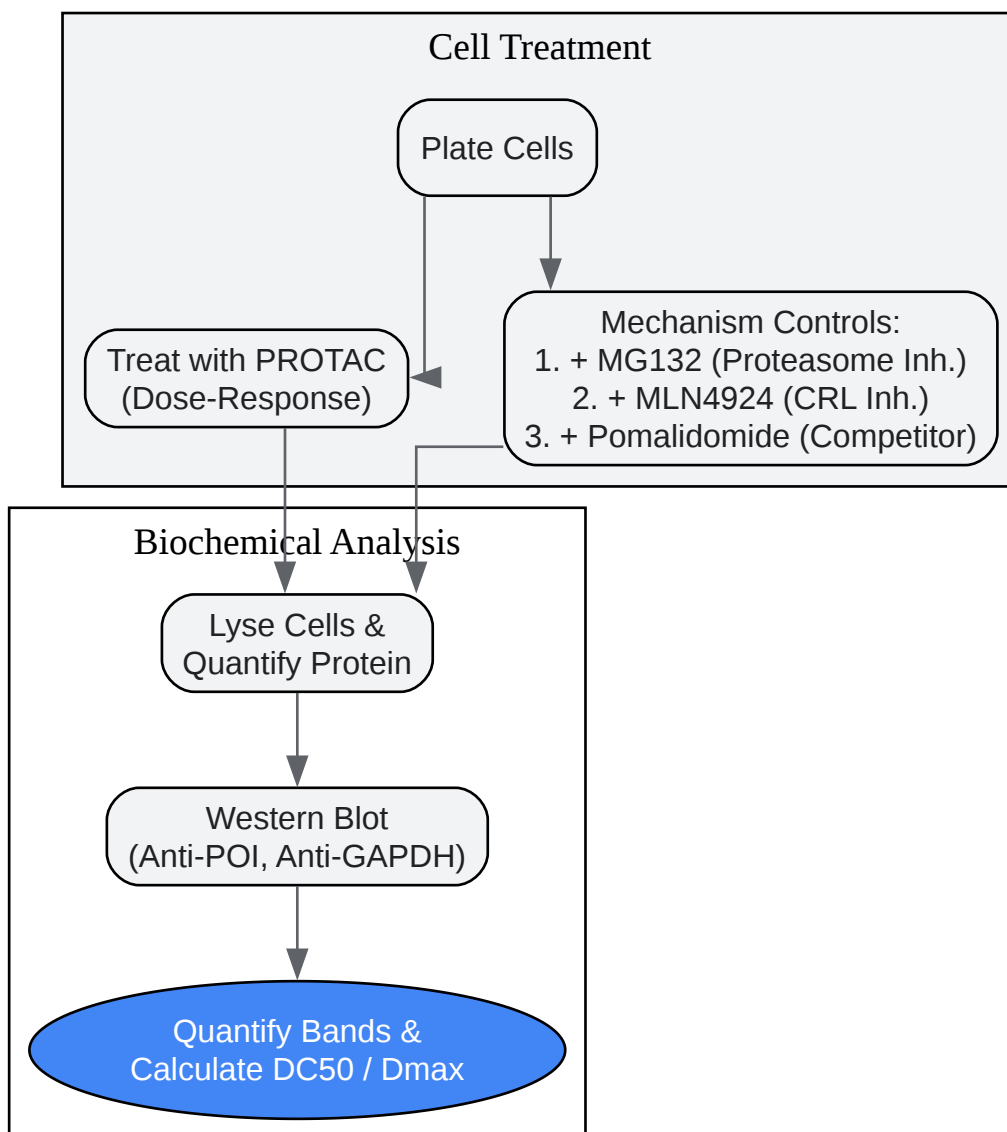 Cell Treatment
Plate Cells
Treat with PROTAC
(Dose-Response)
Mechanism Controls:
1. + MG132 (Proteasome Inh.)
2. + MLN4924 (CRL Inh.)
3. + Pomalidomide (Competitor)
Biochemical Analysis
Lyse Cells &
Quantify Protein
Western Blot
(Anti-POI, Anti-GAPDH)
Quantify Bands &
Calculate DC50 / Dmax